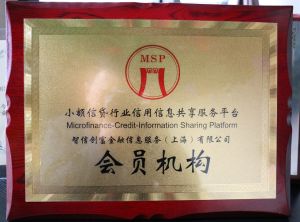 MSP
小额信贷行业信用信息共享服务平台
Microfinance-Credit-Information Sharing Platform
智信创富金融信息服务（上海）有限公司
会员机构